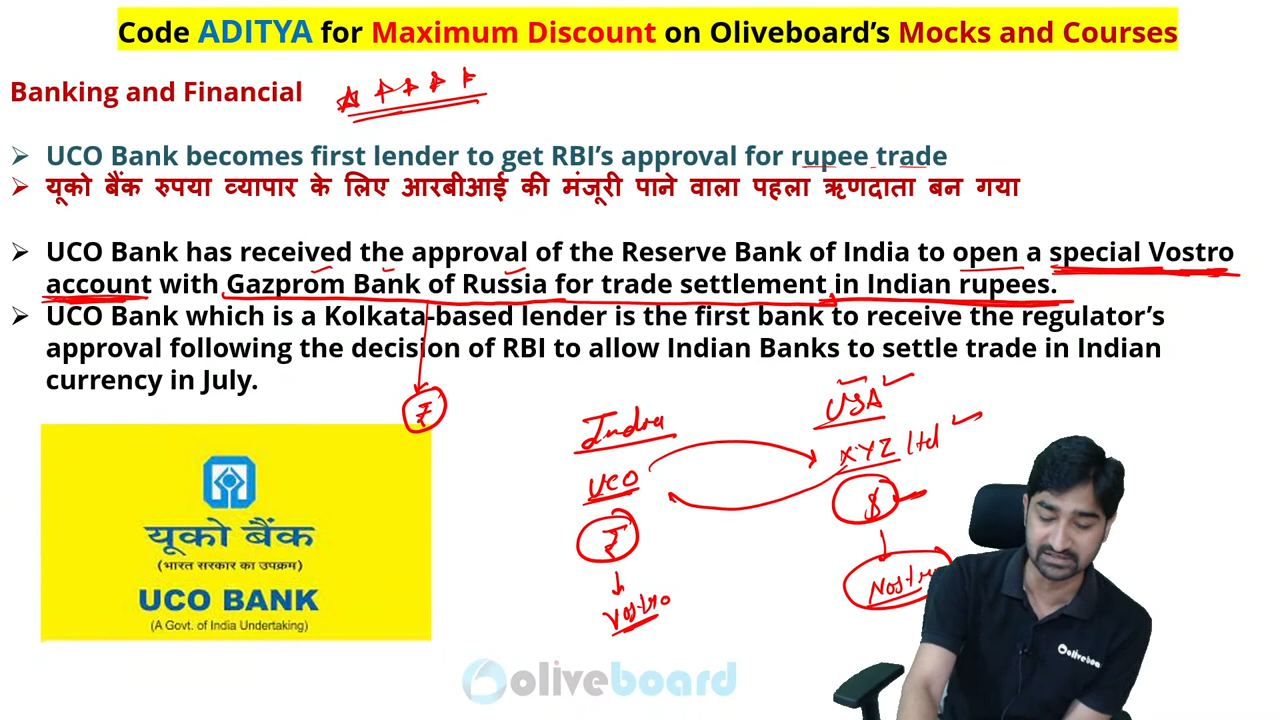 Code ADITYA for Maximum Discount on Oliveboard's Mocks and Courses
Banking and Financial
UCO Bank becomes first lender to get RBI's approval for rupee trade
यूको बैंक रुपया व्यापार के लिए आरबीआई की मंजूरी पाने वाला पहला ऋणदाता बन गया
UCO Bank has received the approval of the Reserve Bank of India to open a special Vostro
account with Gazprom Bank of Russia for trade settlement in Indian rupees.
UCO Bank which is a Kolkata-based lender is the first bank to receive the regulator's
approval following the decision of RBI to allow Indian Banks to settle trade in Indian
currency in July.
₹
India
UCO
₹
Vostro
USA
XYZ ltd
$
यूको बैंक
(भारत सरकार का उपक्रम)
UCO BANK
(A Govt. of India Undertaking)
oliveboard